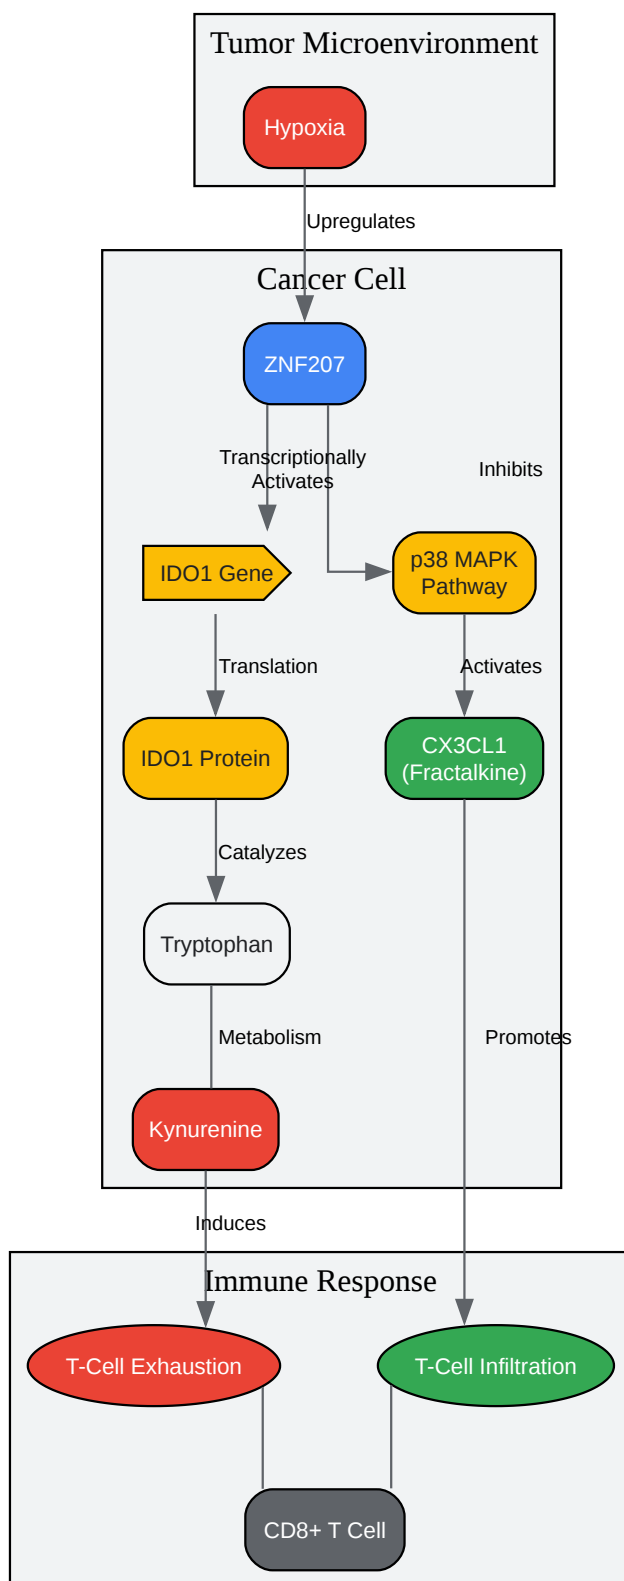 Tumor Microenvironment
Hypoxia
Upregulates
Cancer Cell
ZNF207
Transcriptionally
Activates
Inhibits
IDO1 Gene
p38 MAPK
Pathway
Translation
Activates
IDO1 Protein
CX3CL1
(Fractalkine)
Catalyzes
Tryptophan
Metabolism
Promotes
Kynurenine
Induces
Immune Response
T-Cell Exhaustion
T-Cell Infiltration
CD8+ T Cell